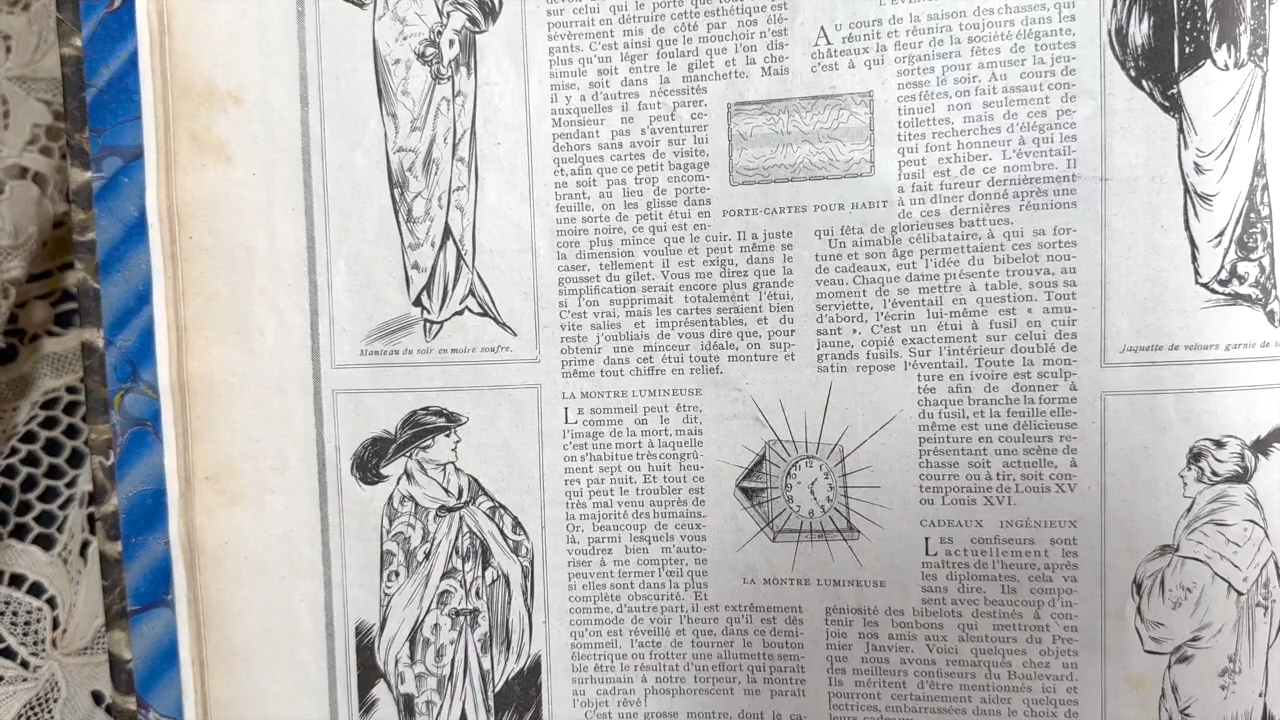 sur celui qui le porte que tout ce qui
pourrait en détruire cette esthétique est
sévèrement mis de côté par nos élé-
gants. C'est ainsi que le mouchoir n'est
plus qu'un léger foulard que l'on dis-
simule soit entre le gilet et la che-
mise, soit dans la manchette. Mais
il y a d'autres nécessités
auxquelles il faut parer.
Monsieur ne peut ce-
pendant pas s'aventurer
dehors sans avoir sur lui
quelques cartes de visite,
et, afin que ce petit bagage
ne soit pas trop encom-
brant, au lieu de porte-
feuille, on les glisse dans
une sorte de petit étui en
moire noire, ce qui est en-
core plus mince que le cuir. Il a juste
la dimension voulue et peut même se
caser, tellement il est exigu, dans le
gousset du gilet. Vous me direz que la
simplification serait encore plus grande
si l'on supprimait totalement l'étui,
C'est vrai, mais les cartes seraient bien
vite salies et imprésentables, et du
reste j'oubliais de vous dire que, pour
obtenir une minceur idéale, on sup-
prime dans cet étui toute monture et
même tout chiffre en relief.
LA MONTRE LUMINEUSE
LE sommeil peut être,
comme on le dit,
l'image de la mort, mais
c'est une mort à laquelle
on s'habitue très congrû-
ment sept ou huit heu-
res par nuit. Et tout ce
qui peut le troubler est
très mal venu auprès de
la majorité des humains.
Or, beaucoup de ceux-
là, parmi lesquels vous
voudrez bien m'auto-
riser à me compter, ne
peuvent fermer l'œil que
si elles sont dans la plus
complète obscurité. Et
comme, d'autre part, il est extrêmement
commode de voir l'heure qu'il est dès
qu'on est réveillé et que, dans ce demi-
sommeil, l'acte de tourner le bouton
électrique ou frotter une allumette sem-
ble être le résultat d'un effort qui paraît
surhumain à notre torpeur, la montre
au cadran phosphorescent me paraît
l'objet rêvé!
C'est une grosse montre, dont le ca-
PORTE-CARTES POUR HABIT
LA MONTRE LUMINEUSE
AU cours de la saison des chasses, qui
réunit et réunira toujours dans les
châteaux la fleur de la société élégante,
c'est à qui organisera fêtes de toutes
sortes pour amuser la jeu-
nesse le soir. Au cours de
ces fêtes, on fait assaut con-
tinuel non seulement de
toilettes, mais de ces pe-
tites recherches d'élégance
qui font honneur à qui les
peut exhiber. L'éventail-
fusil est de ce nombre. Il
a fait fureur dernièrement
à un dîner donné après une
de ces dernières réunions
qui fêta de glorieuses battues.
Un aimable célibataire, à qui sa for-
tune et son âge permettaient ces sortes
de cadeaux, eut l'idée du bibelot nou-
veau. Chaque dame présente trouva, au
moment de se mettre à table, sous sa
serviette, l'éventail en question. Tout
d'abord, l'écrin lui-même est « amu-
sant ». C'est un étui à fusil en cuir
jaune, copié exactement sur celui des
grands fusils. Sur l'intérieur doublé de
satin repose l'éventail. Toute la mon-
ture en ivoire est sculp-
tée afin de donner à
chaque branche la forme
du fusil, et la feuille elle-
même est une délicieuse
peinture en couleurs re-
présentant une scène de
chasse soit actuelle, à
courre ou à tir, soit con-
temporaine de Louis XV
ou Louis XVI.
CADEAUX INGÉNIEUX
LES confiseurs sont
actuellement les
maîtres de l'heure, après
les diplomates, cela va
sans dire. Ils compo-
sent avec beaucoup d'in-
géniosité des bibelots destinés à con-
tenir les bonbons qui mettront en
joie nos amis aux alentours du Pre-
mier Janvier. Voici quelques objets
que nous avons remarqués chez un
des meilleurs confiseurs du Boulevard.
Ils méritent d'être mentionnés ici et
pourront certainement aider quelques
lectrices, embarrassées dans le choix de
leurs cadeaux
Manteau du soir en moire soufre.
Jaquette de velours garnie de